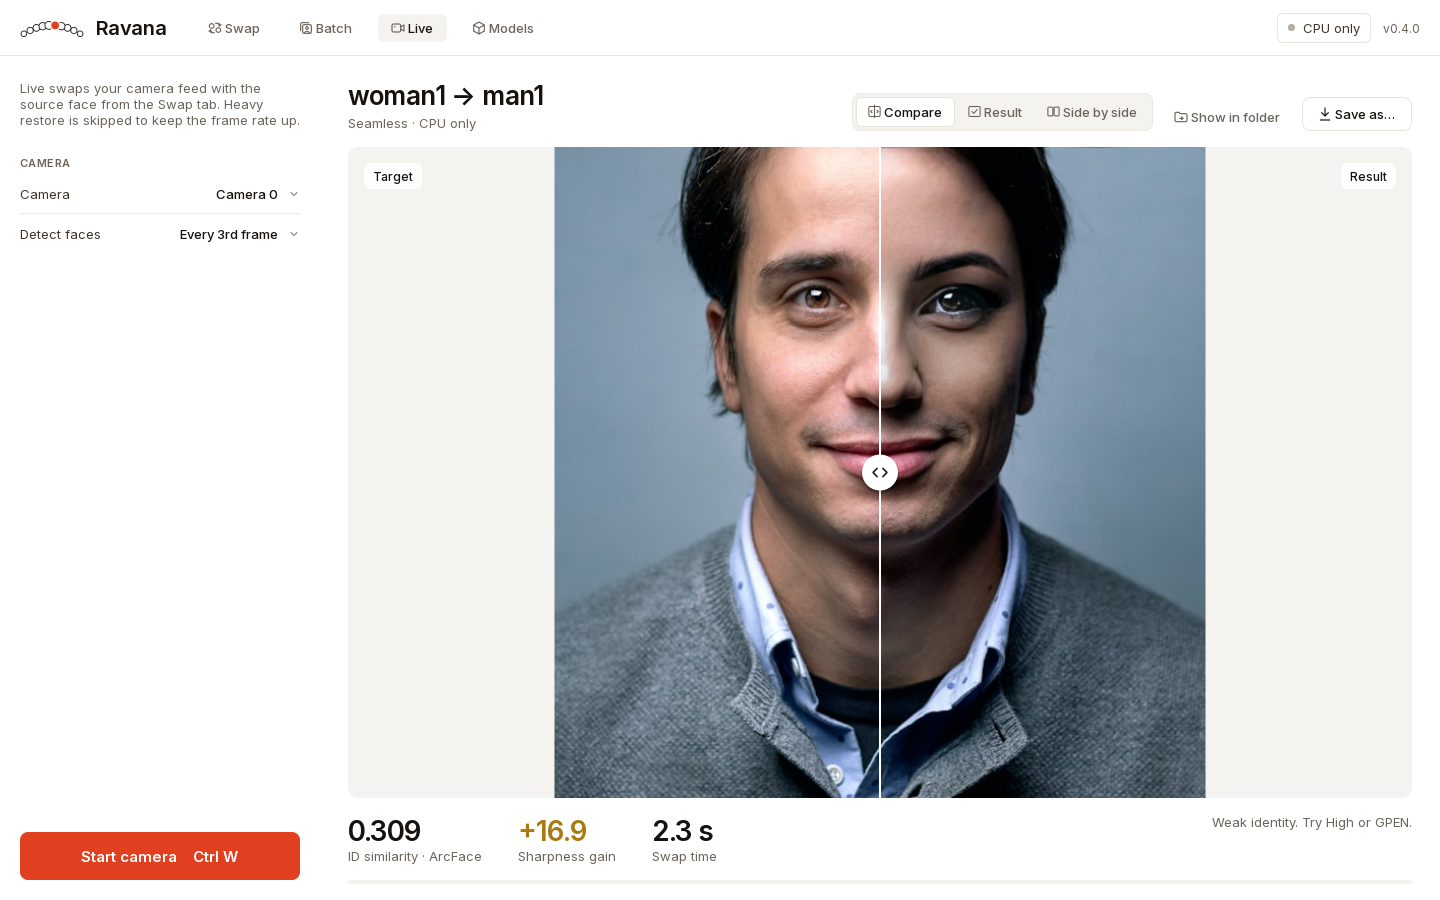 Ravana
Swap
Batch
Live
Models
CPU only
v0.4.0
Live swaps your camera feed with the
source face from the Swap tab. Heavy
restore is skipped to keep the frame rate up.
CAMERA
Camera
Camera 0
Detect faces
Every 3rd frame
Start camera Ctrl W
woman1 → man1
Seamless · CPU only
Compare
Result
Side by side
Show in folder
Save as...
Target
Result
0.309
ID similarity · ArcFace
+16.9
Sharpness gain
2.3 s
Swap time
Weak identity. Try High or GPEN.